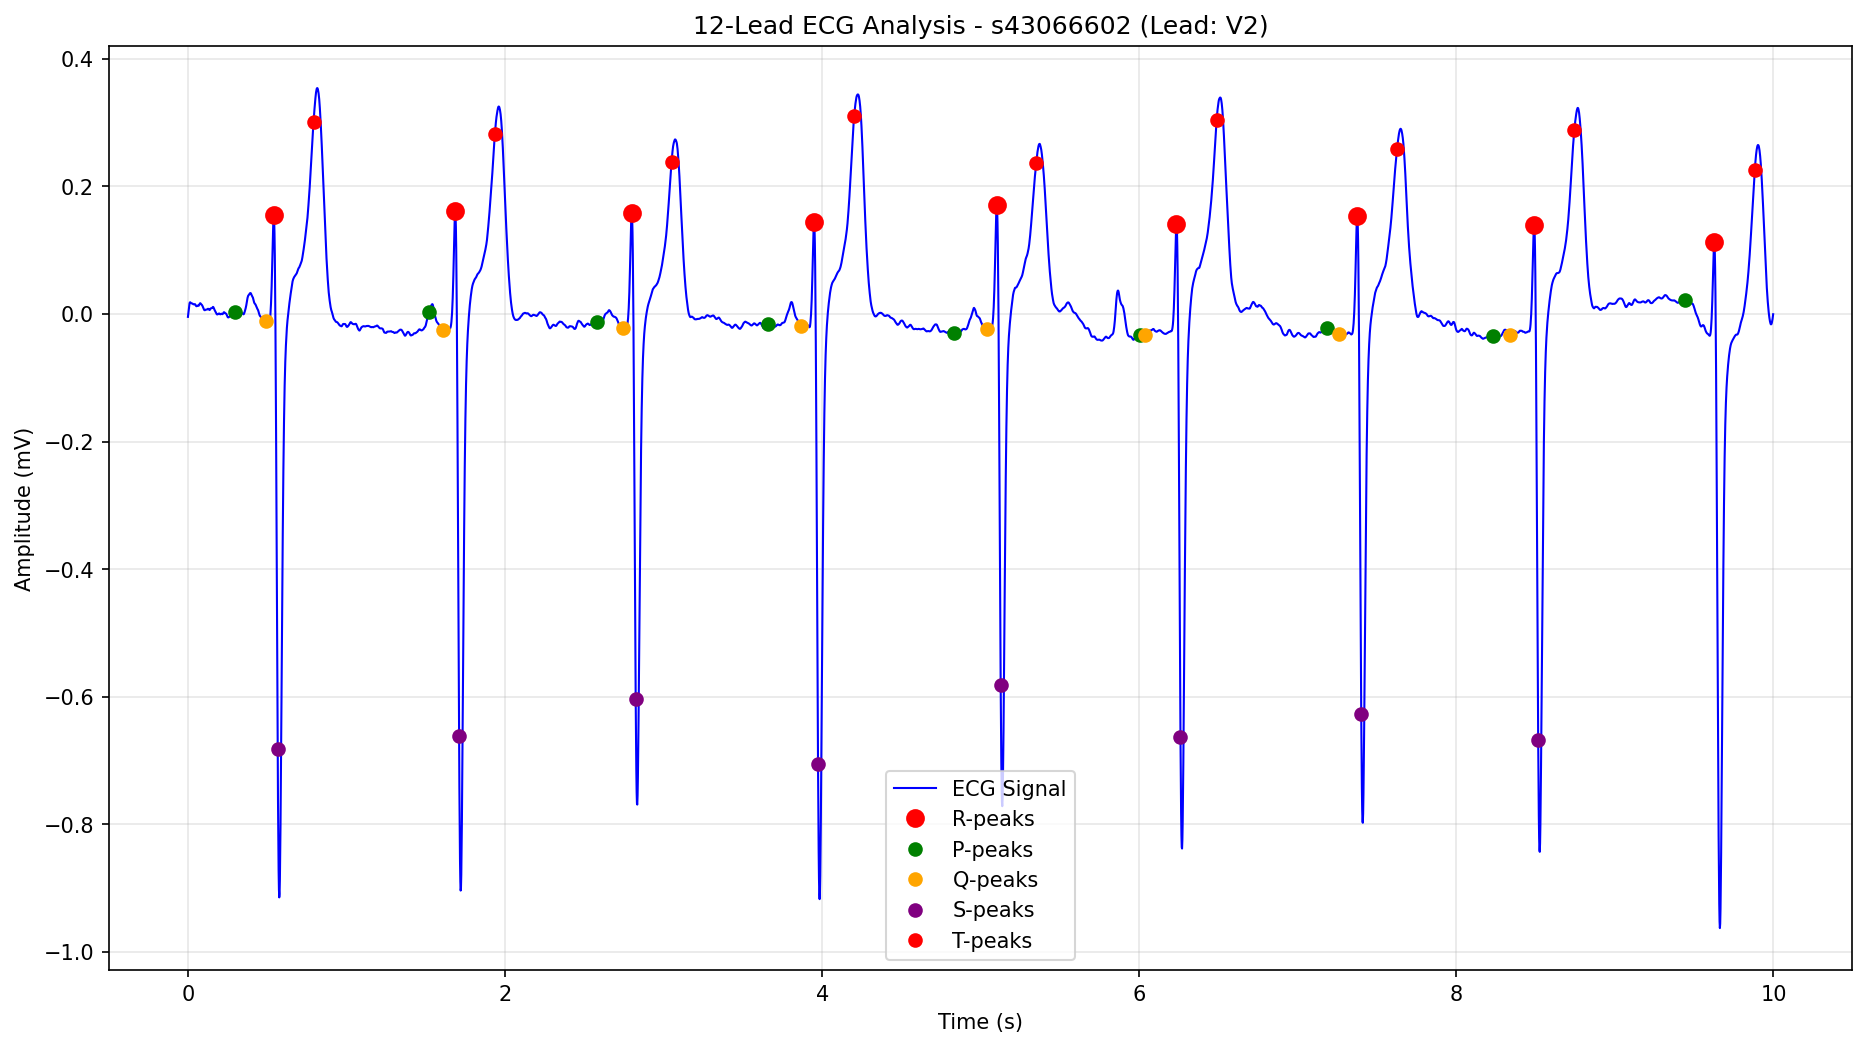 12-Lead ECG Analysis - s43066602 (Lead: V2)
Amplitude (mV)
0.4
0.2
0.0
−0.2
−0.4
−0.6
−0.8
−1.0
ECG Signal
R-peaks
P-peaks
Q-peaks
S-peaks
T-peaks
0 2 4 6 8 10
Time (s)